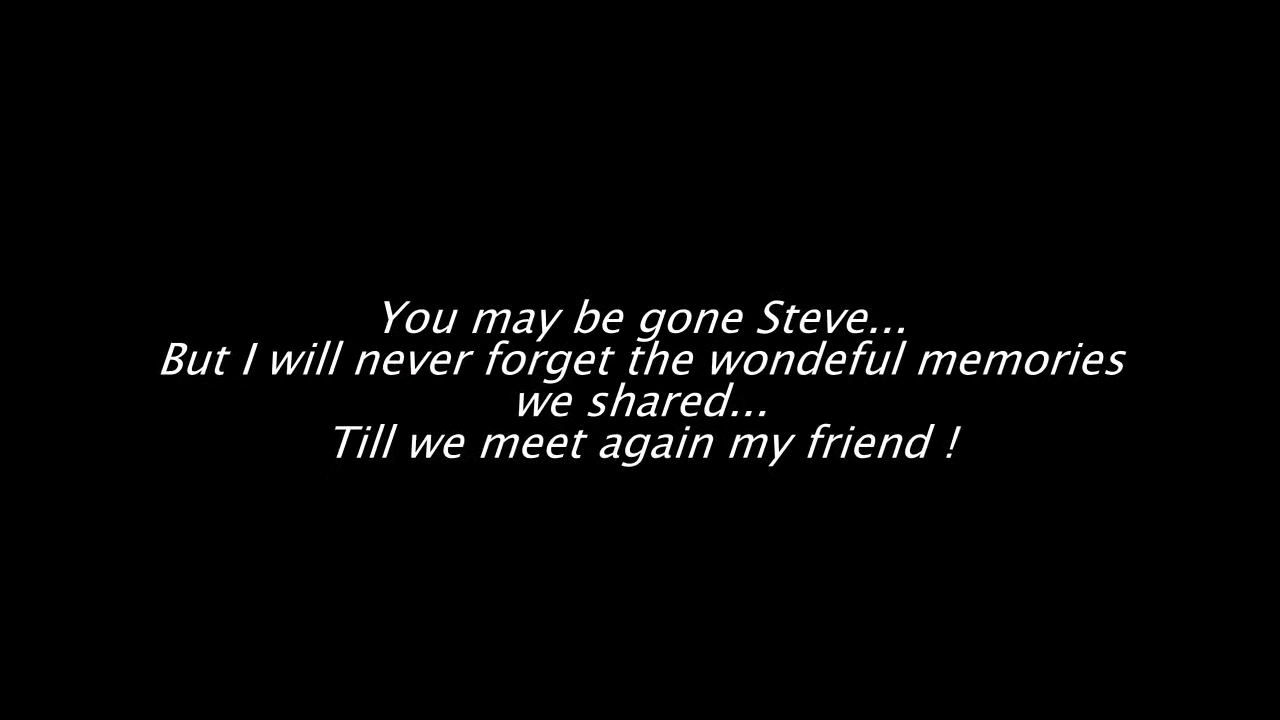 You may be gone Steve...
But I will never forget the wondeful memories
we shared...
Till we meet again my friend !